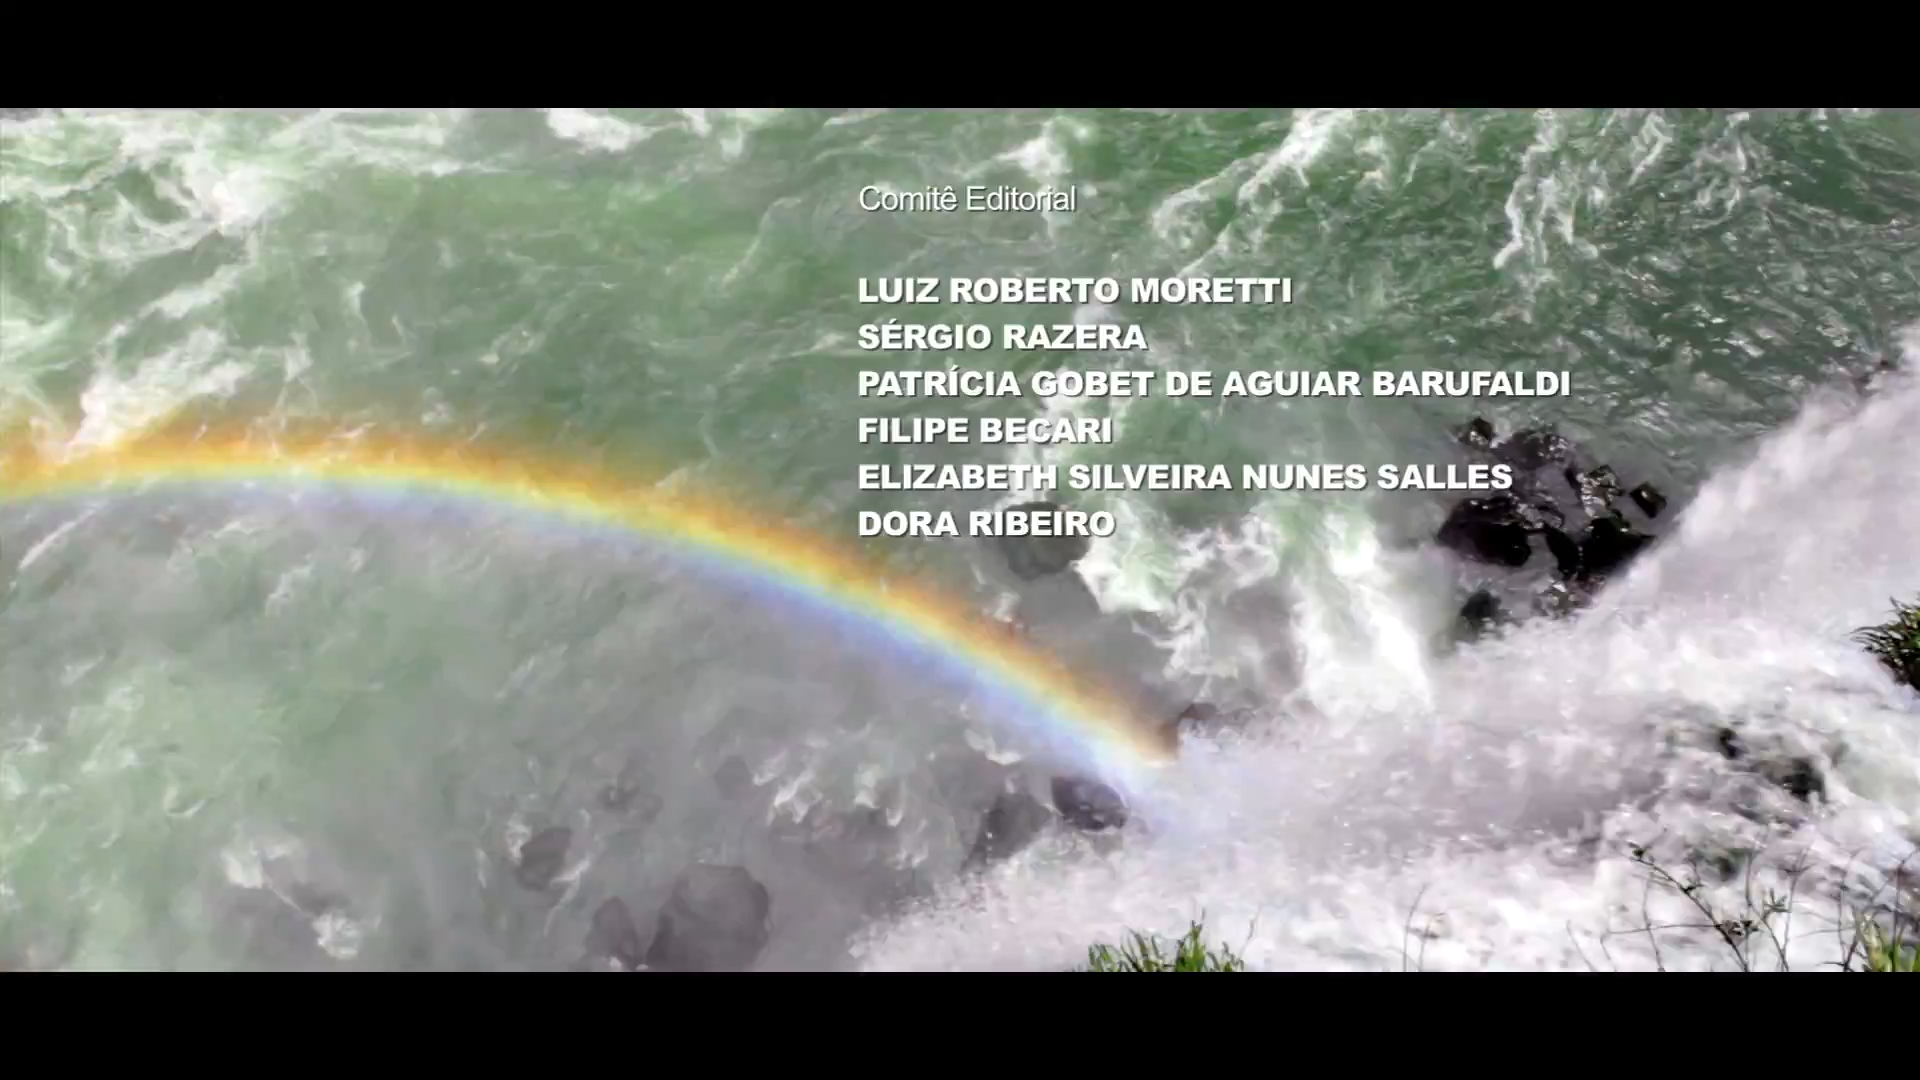 Comitê Editorial
LUIZ ROBERTO MORETTI
SÉRGIO RAZERA
PATRÍCIA GOBET DE AGUIAR BARUFALDI
FILIPE BECARI
ELIZABETH SILVEIRA NUNES SALLES
DORA RIBEIRO